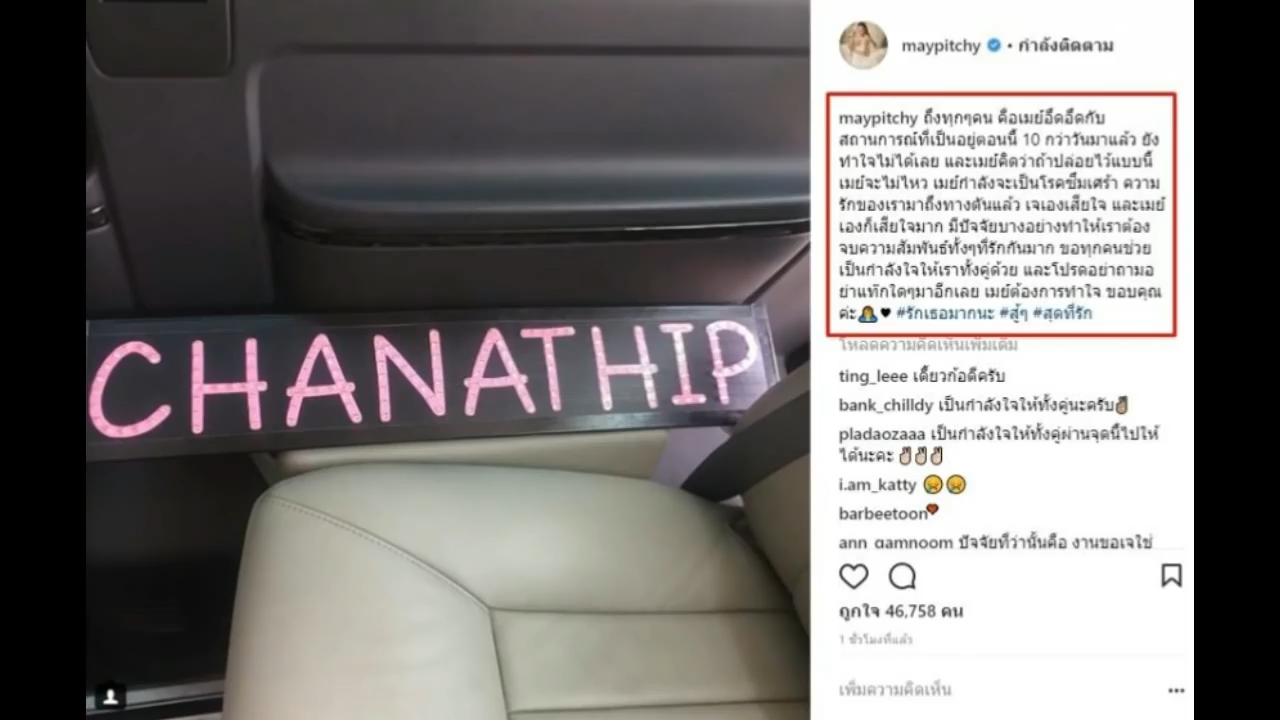 CHANATHIP
maypitchy • กำลังติดตาม
maypitchy ถึงทุกๆคน คือเมย์อึดอึดกับ
สถานการณ์ที่เป็นอยู่ตอนนี้ 10 กว่าวันมาแล้ว ยัง
ทำใจไม่ได้เลย และเมย์คิดว่าถ้าปล่อยไว้แบบนี้
เมย์จะไม่ไหว เมย์กำลังจะเป็นโรคซึมเศร้า ความ
รักของเรามาถึงทางตันแล้ว เจเองเสียใจ และเมย์
เองก็เสียใจมาก มีปัจจัยบางอย่างทำให้เราต้อง
จบความสัมพันธ์ทั้งๆที่รักกันมาก ขอทุกคนช่วย
เป็นกำลังใจให้เราทั้งคู่ด้วย และโปรดอย่าถามอ
ย่าแท๊กใดๆมาอีกเลย เมย์ต้องการทำใจ ขอบคุณ
ค่ะ🤦‍♀️♥ #รักเธอมากนะ #สู้ๆ #สุดที่รัก
โหลดความคิดเห็นเพิ่มเติม
ting_leee เดี๋ยวก้อดีครับ
bank_chilldy เป็นกำลังใจให้ทั้งคู่นะครับ✌🏻
pladaozaaa เป็นกำลังใจให้ทั้งคู่ผ่านจุดนี้ไปให้
ได้นะคะ ✌🏻✌🏻✌🏻
i.am_katty 😭😭
barbeetoon❤
ann_gamnoom ปัจจัยที่ว่านั้นคือ งานขอเจใช่
ถูกใจ 46,758 คน
1 ชั่วโมงที่แล้ว
เพิ่มความคิดเห็น